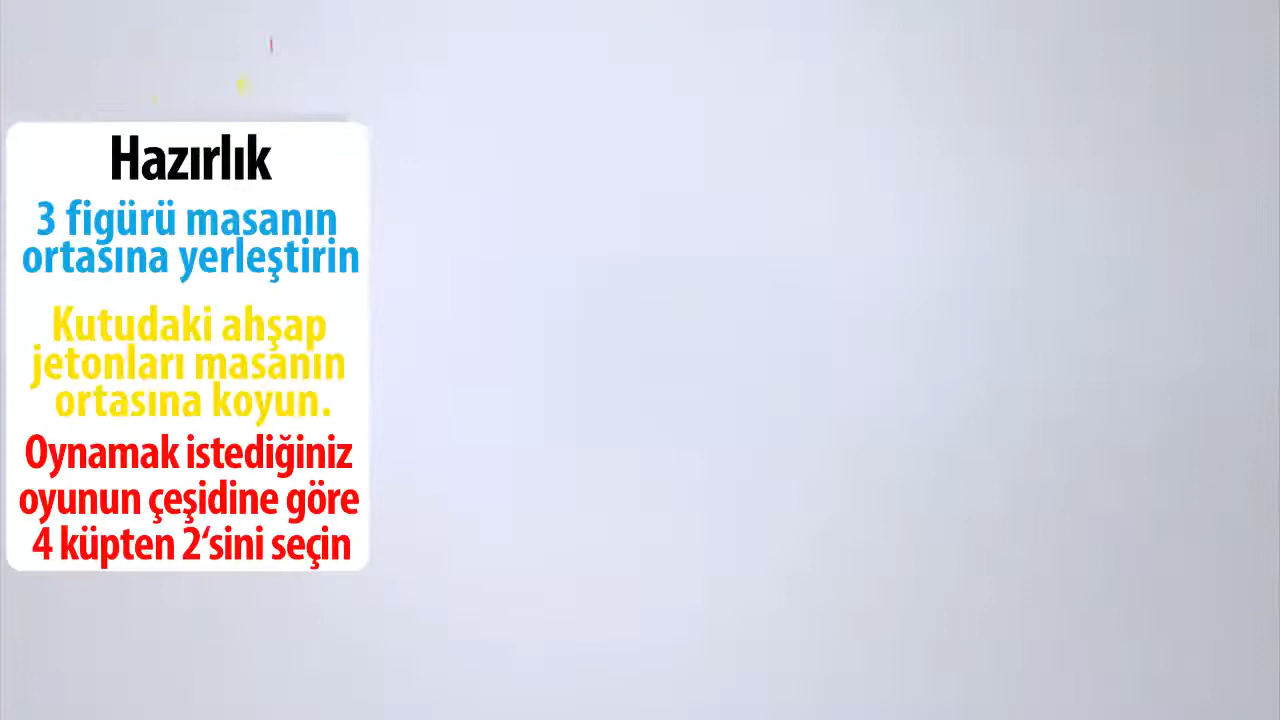 Hazırlık
3 figürü masanın
ortasına yerleştirin
Kutudaki ahşap
jetonları masanın
ortasına koyun.
Oynamak istediğiniz
oyunun çeşidine göre
4 küpten 2‘sini seçin